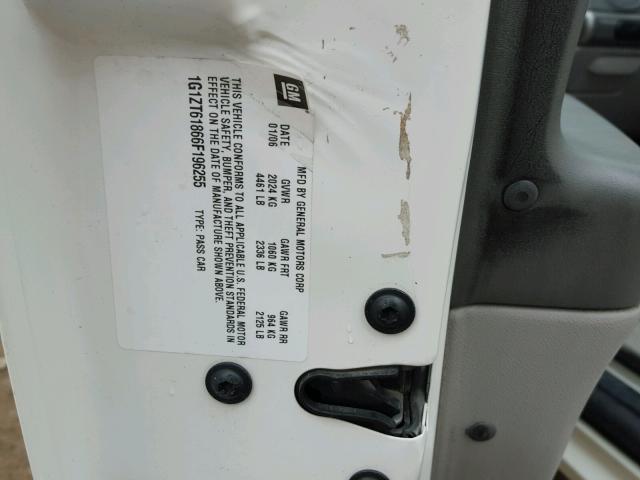 GM
MFD BY GENERAL MOTORS CORP
DATE GVWR GAWR FRT GAWR RR
01/06 2024 KG 1060 KG 964 KG
4461 LB 2336 LB 2125 LB
THIS VEHICLE CONFORMS TO ALL APPLICABLE U.S. FEDERAL MOTOR
VEHICLE SAFETY, BUMPER, AND THEFT PREVENTION STANDARDS IN
EFFECT ON THE DATE OF MANUFACTURE SHOWN ABOVE.
1G1ZT61866F196255 TYPE: PASS CAR